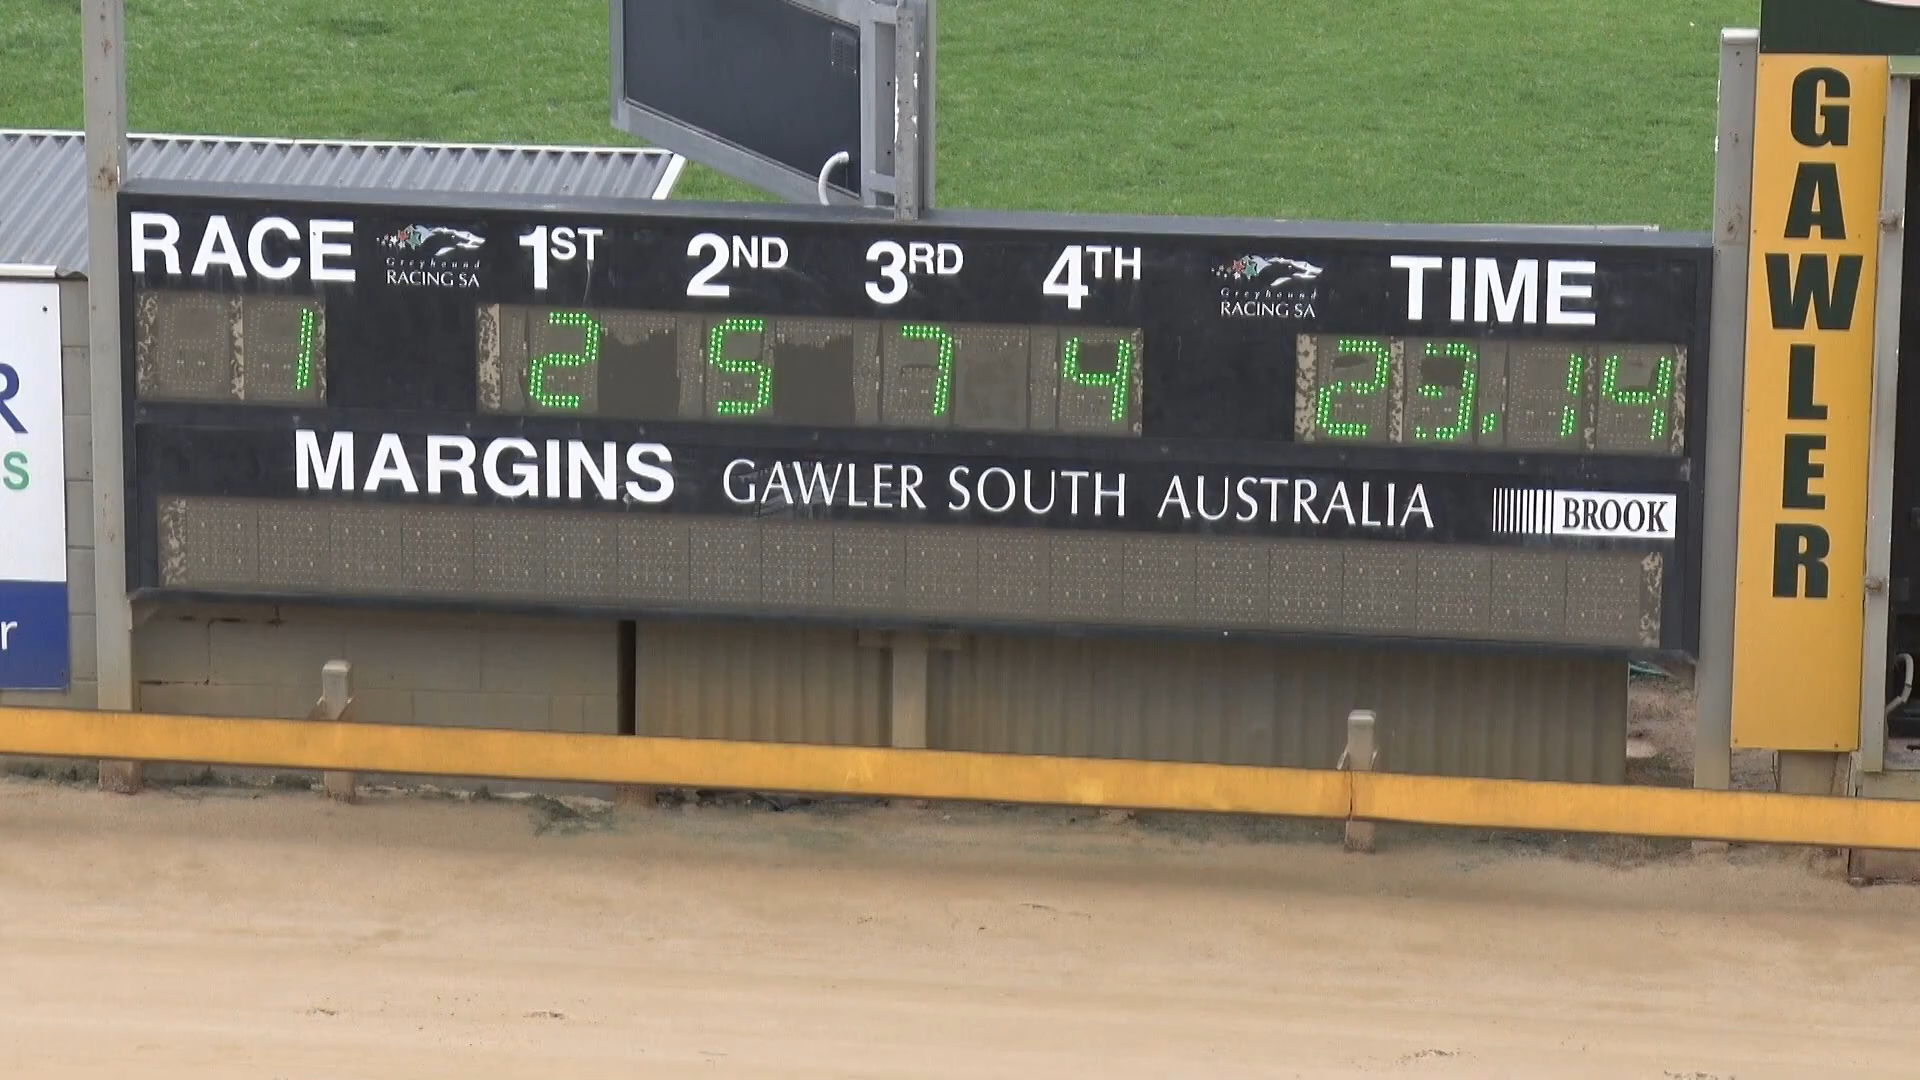 RACE
Greyhound
RACING SA
1ST
2ND
3RD
4TH
Greyhound
RACING SA
TIME
1
2
5
7
4
23.14
MARGINS
GAWLER SOUTH AUSTRALIA
BROOK
GAWLER
R
s
r